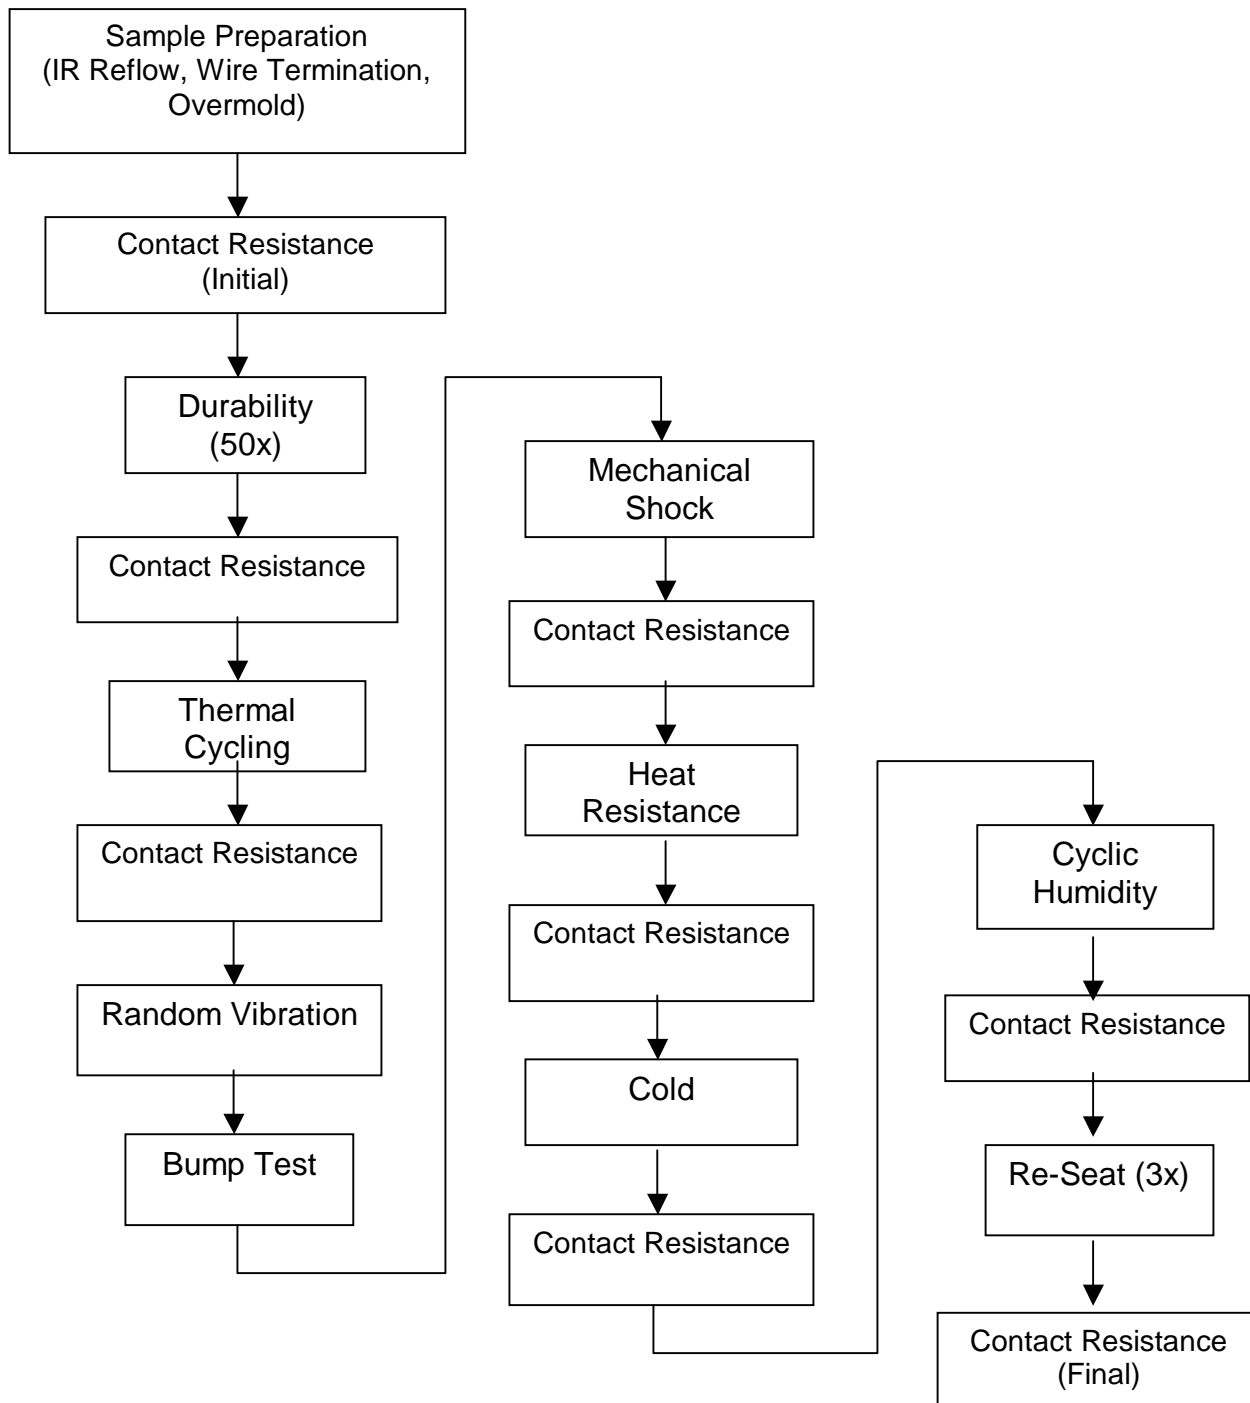 Sample Preparation
(IR Reflow, Wire Termination,
Overmold)
Contact Resistance
(Initial)
Durability
(50x)
Contact Resistance
Thermal
Cycling
Contact Resistance
Random Vibration
Bump Test
Mechanical
Shock
Contact Resistance
Heat
Resistance
Contact Resistance
Cold
Contact Resistance
Cyclic
Humidity
Contact Resistance
Re-Seat (3x)
Contact Resistance
(Final)